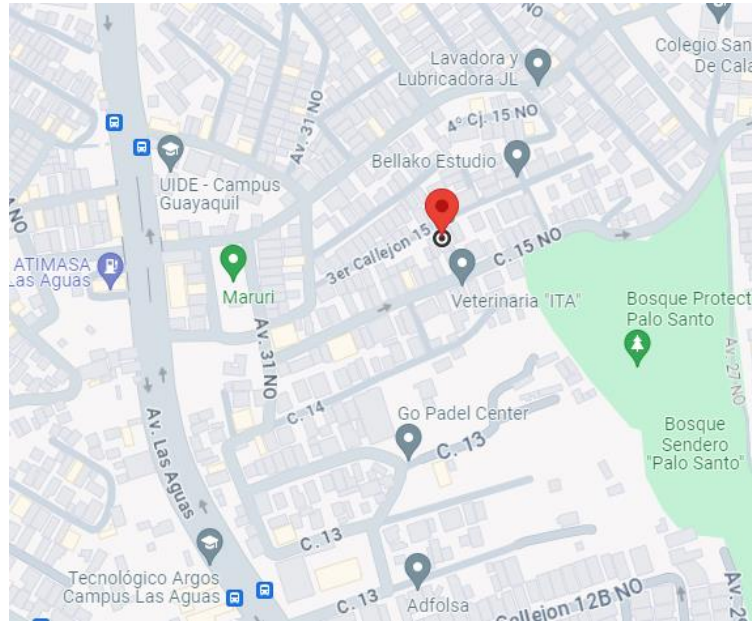 Colegio San
De Cala
Lavadora y
Lubricadora JL
4° Cj. 15 NO
Av. 31 NO
Bellako Estudio
UIDE - Campus
Guayaquil
3er Callejon 15
C. 15 NO
ATIMASA
Las Aguas
Maruri
Veterinaria "ITA"
Bosque Protect
Palo Santo
Av. 27 NO
Av. 31 NO
C. 14
Go Padel Center
C. 13
Bosque
Sendero
"Palo Santo"
Av. Las Aguas
C. 13
Tecnológico Argos
Campus Las Aguas
C. 13
Adfolsa
Callejon 12B NO